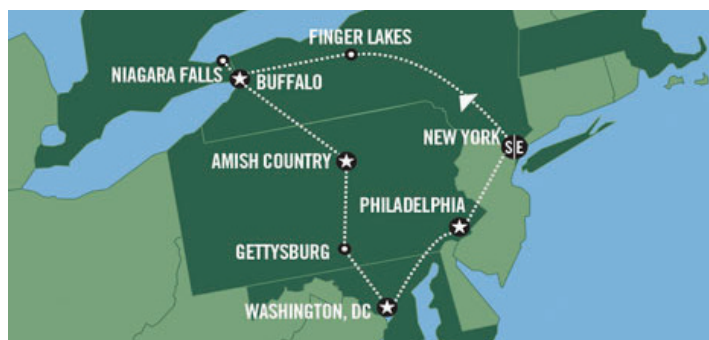 FINGER LAKES
NIAGARA FALLS
BUFFALO
NEW YORK
S E
AMISH COUNTRY
PHILADELPHIA
GETTYSBURG
WASHINGTON, DC